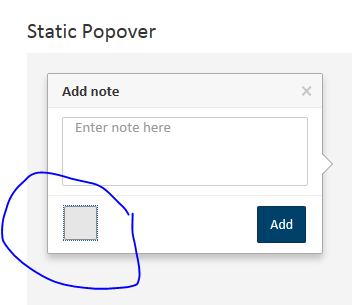 Static Popover
Add note ×
Enter note here
Add